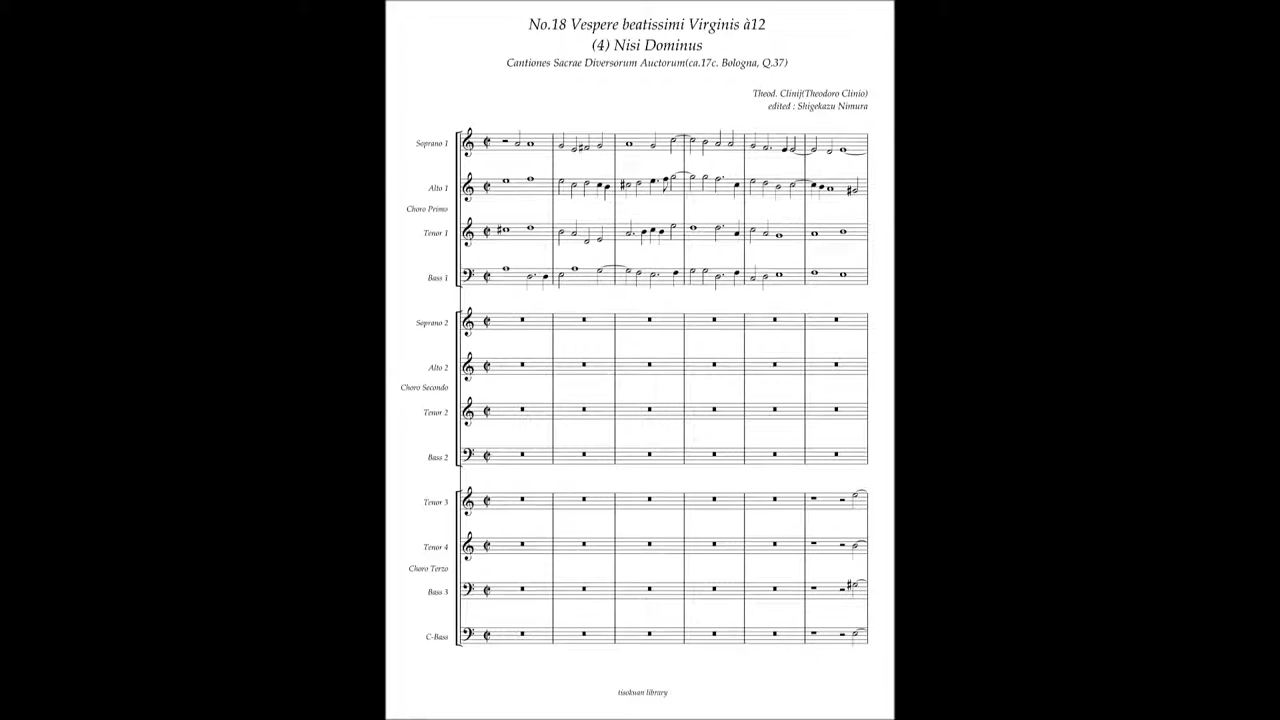 No.18 Vespere beatissimi Virginis à12
(4) Nisi Dominus
Cantiones Sacrae Diversorum Auctorum(ca.17c. Bologna, Q.37)
Theod. Clinij(Theodoro Clinio)
edited : Shigekazu Nimura
Soprano 1
Alto 1
Choro Primo
Tenor 1
Bass 1
Soprano 2
Alto 2
Choro Secondo
Tenor 2
Bass 2
Tenor 3
Tenor 4
Choro Terzo
Bass 3
C-Bass
tisokuan library